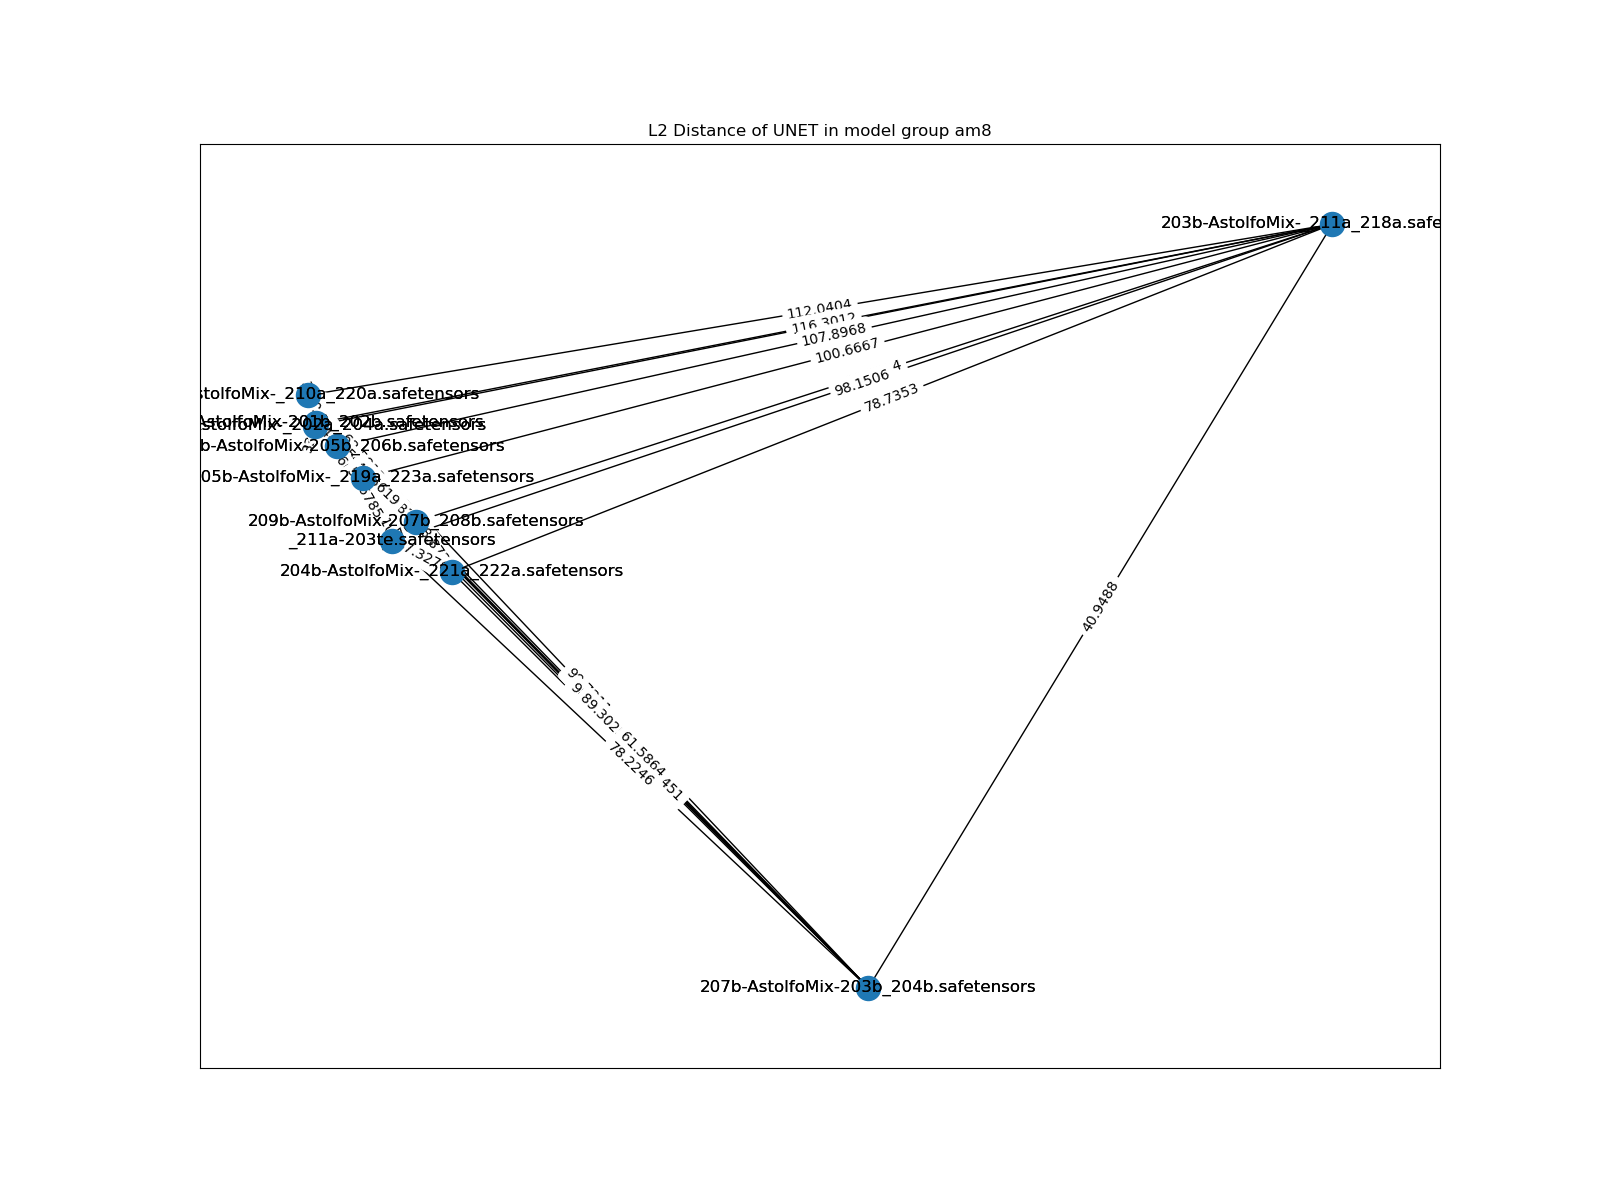 L2 Distance of UNET in model group am8
203b-AstolfoMix-_211a_218a.safe
112.0404
116.3012
107.8968
100.6667
4
98.1506
78.7353
stolfoMix-_210a_220a.safetensors
AstolfoMix-201b_202b.safetensors
stolfoMix-_202a_204a.safetensors
b-AstolfoMix-205b_206b.safetensors
05b-AstolfoMix-_219a_223a.safetensors
209b-AstolfoMix-207b_208b.safetensors
_211a-203te.safetensors
204b-AstolfoMix-_221a_222a.safetensors
40.9488
89.302
61.5864
451
78.2246
207b-AstolfoMix-203b_204b.safetensors